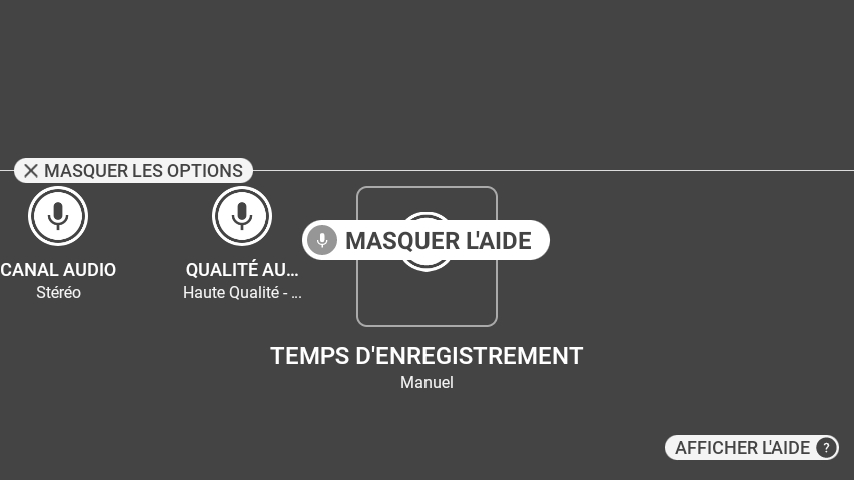 MASQUER LES OPTIONS
MASQUER L'AIDE
CANAL AUDIO
Stéréo
QUALITÉ AU...
Haute Qualité - ...
TEMPS D'ENREGISTREMENT
Manuel
AFFICHER L'AIDE ?